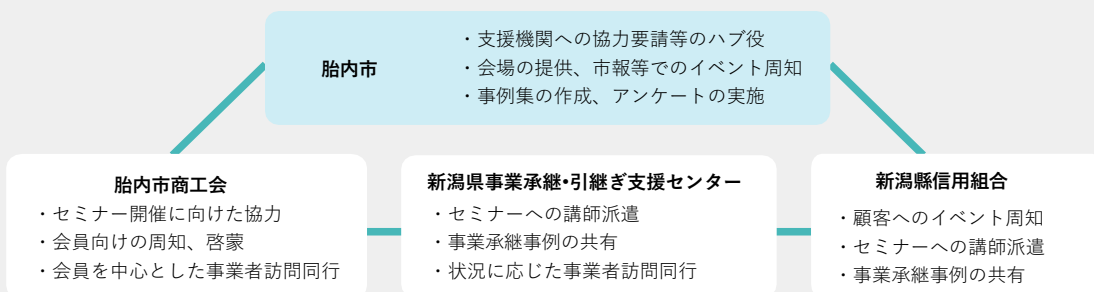 胎内市
・支援機関への協力要請等のハブ役
・会場の提供、市報等でのイベント周知
・事例集の作成、アンケートの実施
胎内市商工会
・セミナー開催に向けた協力
・会員向けの周知、啓蒙
・会員を中心とした事業者訪問同行
新潟県事業承継・引継ぎ支援センター
・セミナーへの講師派遣
・事業承継事例の共有
・状況に応じた事業者訪問同行
新潟縣信用組合
・顧客へのイベント周知
・セミナーへの講師派遣
・事業承継事例の共有